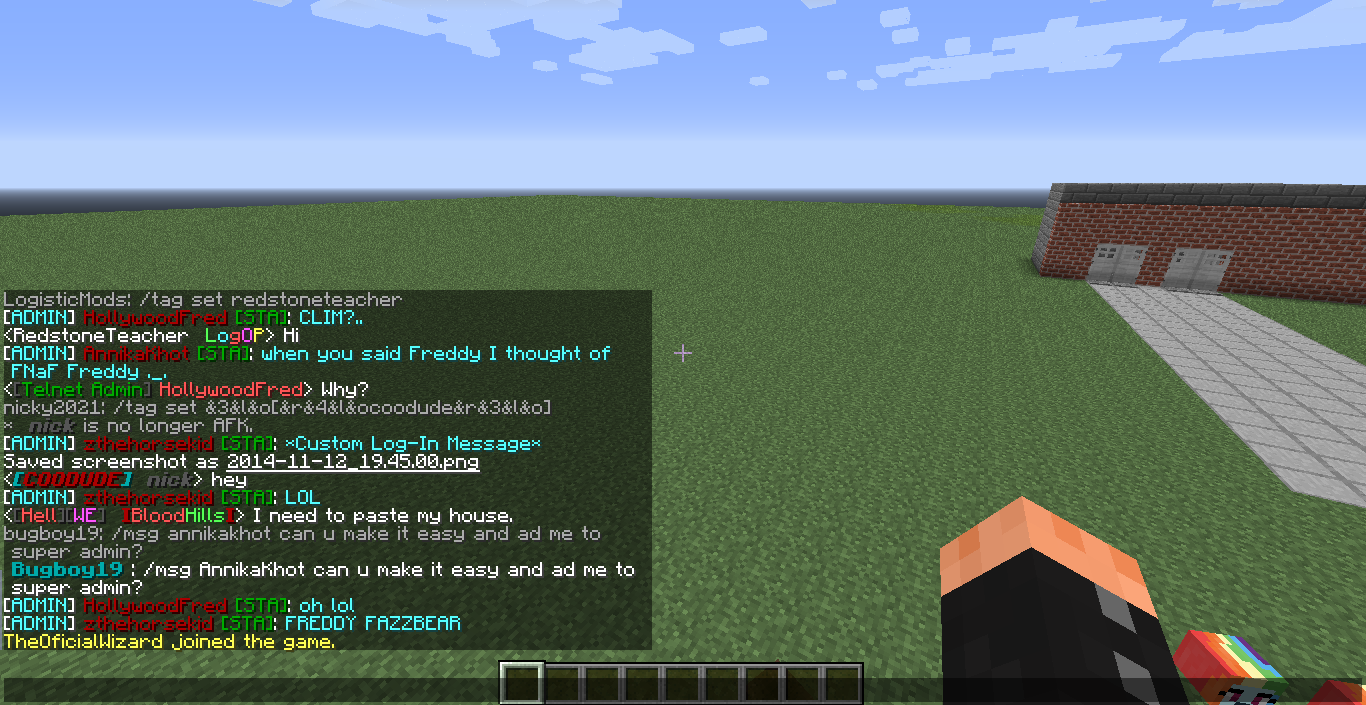 LogisticMods: /tag set redstoneteacher
[ADMIN] HollywoodFred [STA]: CLIM?..
<RedstoneTeacher LogOP> Hi
[ADMIN] AnnikaKhot [STA]: when you said Freddy I thought of
FNaF Freddy ._.
<[Telnet Admin] HollywoodFred> Why?
nicky2021: /tag set &3&l&o[&r&4&l&ocoodude&r&3&l&o]
* nick is no longer AFK.
[ADMIN] zthehorsekid [STA]: *Custom Log-In Message*
Saved screenshot as 2014-11-12_19.45.00.png
<[COODUDE] nick> hey
[ADMIN] zthehorsekid [STA]: LOL
<[Hell][WE] IBloodHillsI> I need to paste my house.
bugboy19: /msg annikakhot can u make it easy and ad me to
super admin?
Bugboy19 : /msg AnnikaKhot can u make it easy and ad me to
super admin?
[ADMIN] HollywoodFred [STA]: oh lol
[ADMIN] zthehorsekid [STA]: FREDDY FAZZBEAR
TheOficialWizard joined the game.